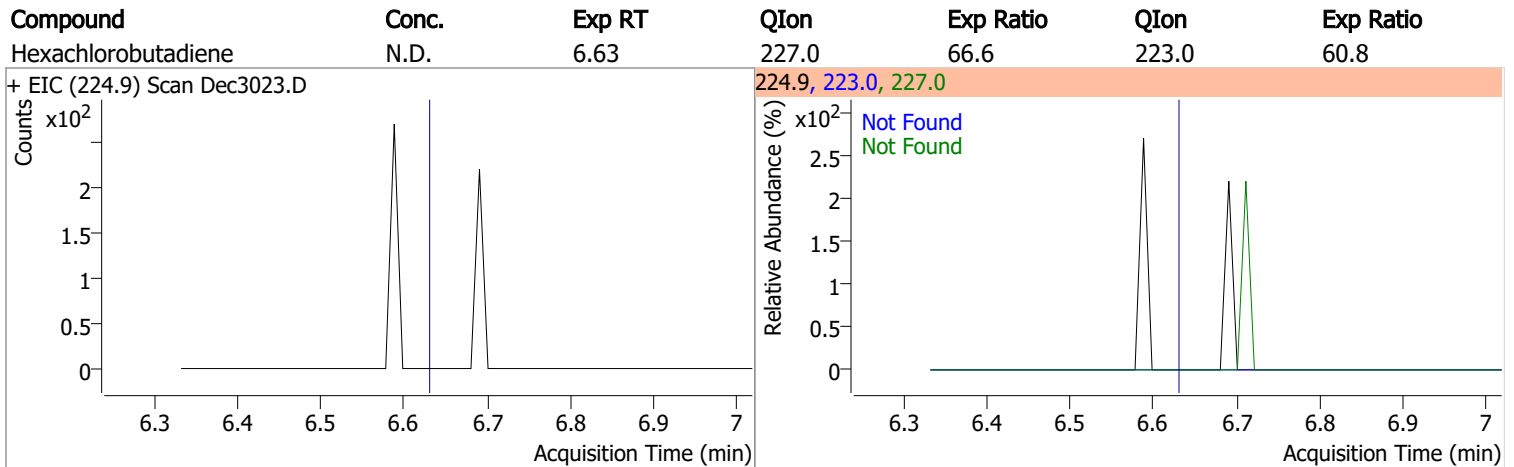 Compound Conc. Exp RT QIon Exp Ratio QIon Exp Ratio
Hexachlorobutadiene N.D. 6.63 227.0 66.6 223.0 60.8
+ EIC (224.9) Scan Dec3023.D
Counts
x10²
2
1.5
1
0.5
0
6.3 6.4 6.5 6.6 6.7 6.8 6.9 7
Acquisition Time (min)
224.9, 223.0, 227.0
Relative Abundance (%)
x10²
Not Found
Not Found
2.5
2
1.5
1
0.5
0
6.3 6.4 6.5 6.6 6.7 6.8 6.9 7
Acquisition Time (min)